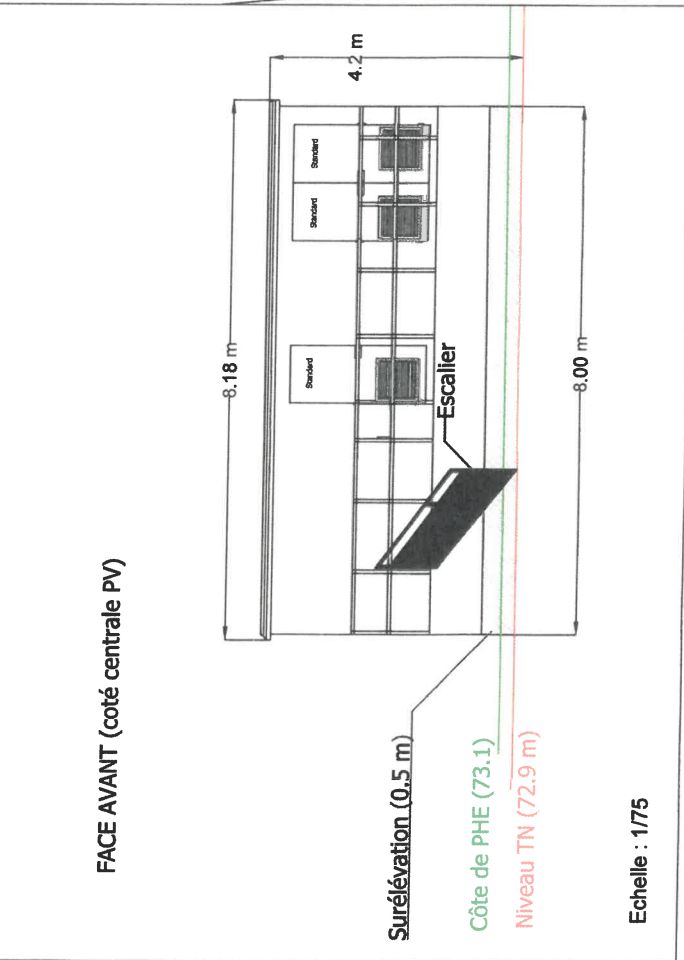 FACE AVANT (coté centrale PV)
8.18 m
4.2 m
Standard
Standard
Standard
Escalier
8.00 m
Surélévation (0.5 m)
Côte de PHE (73.1)
Niveau TN (72.9 m)
Echelle : 1/75